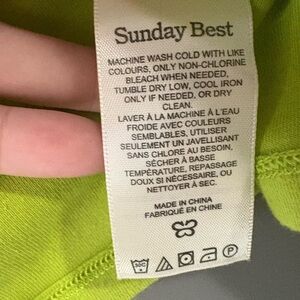 Sunday Best
MACHINE WASH COLD WITH LIKE
COLOURS, ONLY NON-CHLORINE
BLEACH WHEN NEEDED,
TUMBLE DRY LOW, COOL IRON
ONLY IF NEEDED, OR DRY
CLEAN.
LAVER À LA MACHINE À L'EAU
FROIDE AVEC COULEURS
SEMBLABLES, UTILISER
SEULEMENT UN JAVELLISANT
SANS CHLORE AU BESOIN,
SÉCHER À BASSE
TEMPÉRATURE, REPASSAGE
DOUX SI NÉCESSAIRE, OU
NETTOYER À SEC.
MADE IN CHINA
FABRIQUÉ EN CHINE
30° P